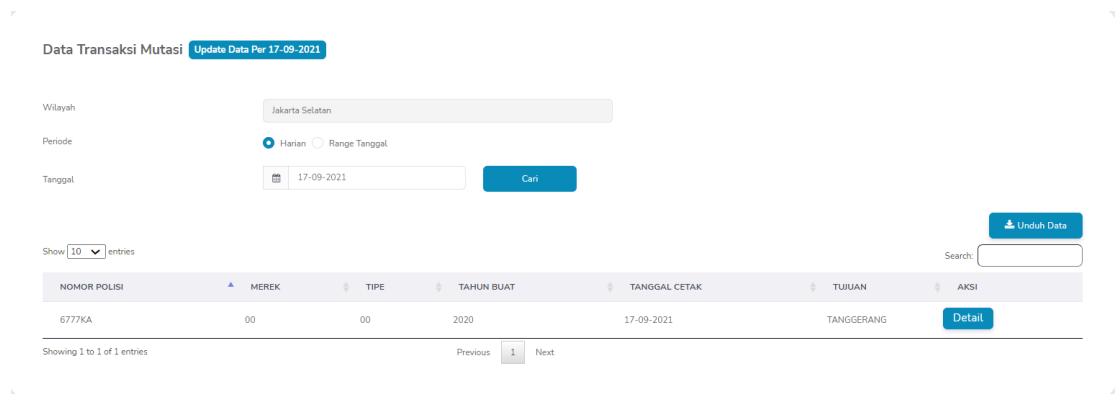 Data Transaksi Mutasi Update Data Per 17-09-2021
Wilayah Jakarta Selatan
Periode Harian Range Tanggal
Tanggal 17-09-2021 Cari
Unduh Data
Show 10 entries Search:
NOMOR POLISI MEREK TIPE TAHUN BUAT TANGGAL CETAK TUJUAN AKSI
6777KA 00 00 2020 17-09-2021 TANGGERANG Detail
Showing 1 to 1 of 1 entries Previous 1 Next